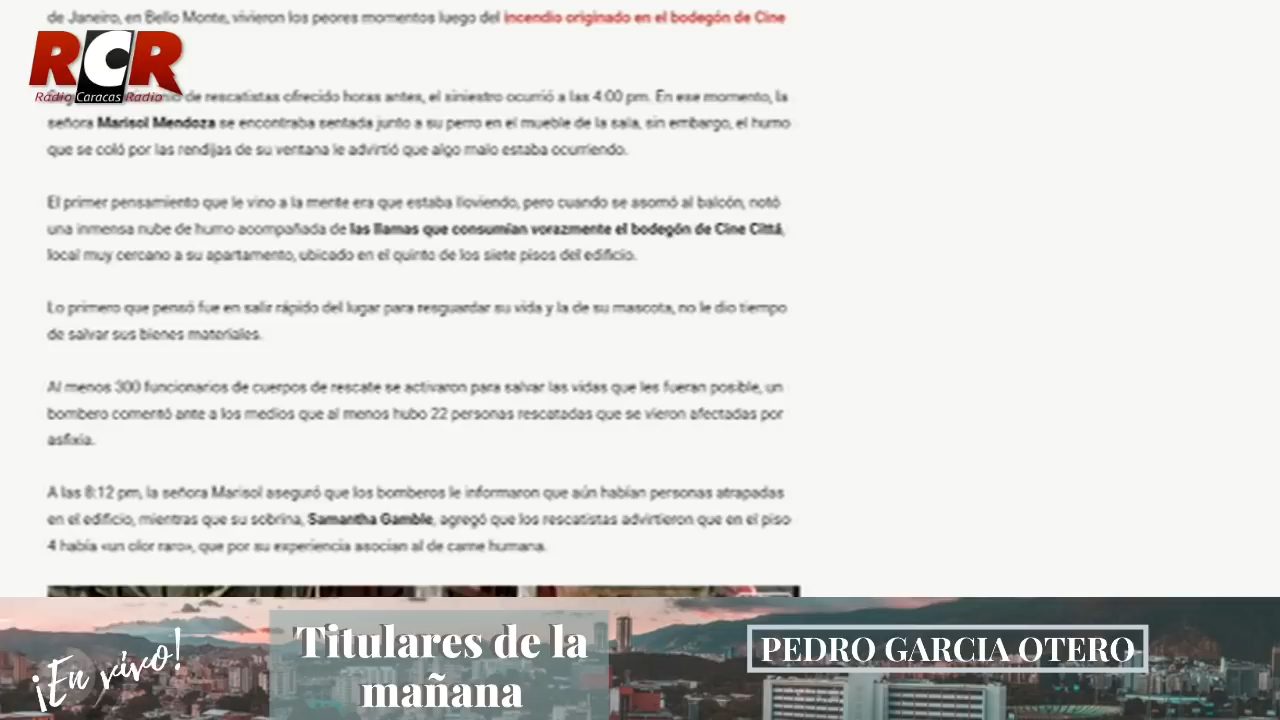 de Janeiro, en Bello Monte, vivieron los peores momentos luego del incendio originado en el bodegón de Cine
RCR
Radio Caracas Radio
de rescatistas ofrecido horas antes, el siniestro ocurrió a las 4:00 pm. En ese momento, la
señora Marisol Mendoza se encontraba sentada junto a su perro en el mueble de la sala, sin embargo, el humo
que se coló por las rendijas de su ventana le advirtió que algo malo estaba ocurriendo.
El primer pensamiento que le vino a la mente era que estaba lloviendo, pero cuando se asomó al balcón, notó
una inmensa nube de humo acompañada de las llamas que consumían vorazmente el bodegón de Cine Cittá,
local muy cercano a su apartamento, ubicado en el quinto de los siete pisos del edificio.
Lo primero que pensó fue en salir rápido del lugar para resguardar su vida y la de su mascota, no le dio tiempo
de salvar sus bienes materiales.
Al menos 300 funcionarios de cuerpos de rescate se activaron para salvar las vidas que les fueran posible, un
bombero comentó ante a los medios que al menos hubo 22 personas rescatadas que se vieron afectadas por
asfixia.
A las 8:12 pm, la señora Marisol aseguró que los bomberos le informaron que aún habían personas atrapadas
en el edificio, mientras que su sobrina, Samantha Gamble, agregó que los rescatistas advirtieron que en el piso
4 había «un olor raro», que por su experiencia asocian al de carne humana.
¡En vivo!
Titulares de la
mañana
PEDRO GARCIA OTERO